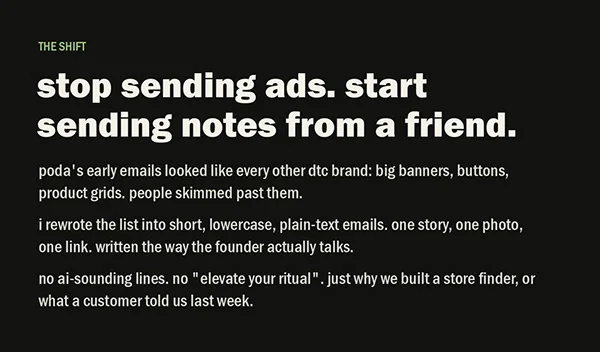 THE SHIFT
stop sending ads. start
sending notes from a friend.
poda's early emails looked like every other dtc brand: big banners, buttons,
product grids. people skimmed past them.
i rewrote the list into short, lowercase, plain-text emails. one story, one photo,
one link. written the way the founder actually talks.
no ai-sounding lines. no "elevate your ritual". just why we built a store finder, or
what a customer told us last week.